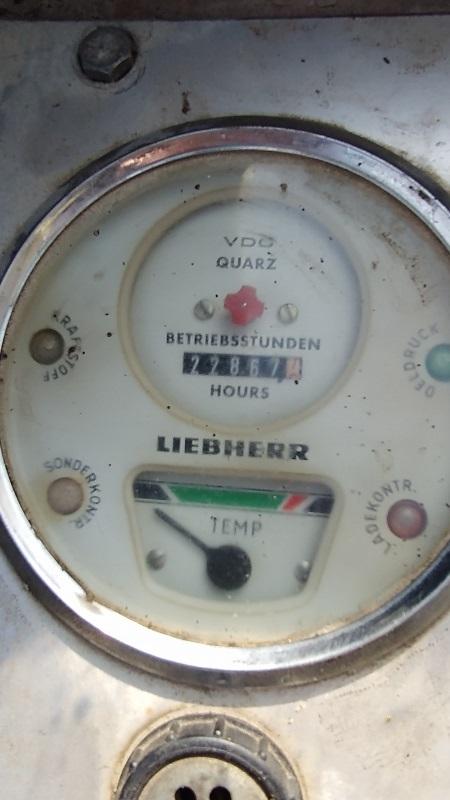 VDO
QUARZ
BETRIEBSSTUNDEN
22867
HOURS
KRAFTSTOFF
OELDRUCK
LIEBHERR
SONDERKONTR.
LADEKONTR.
TEMP